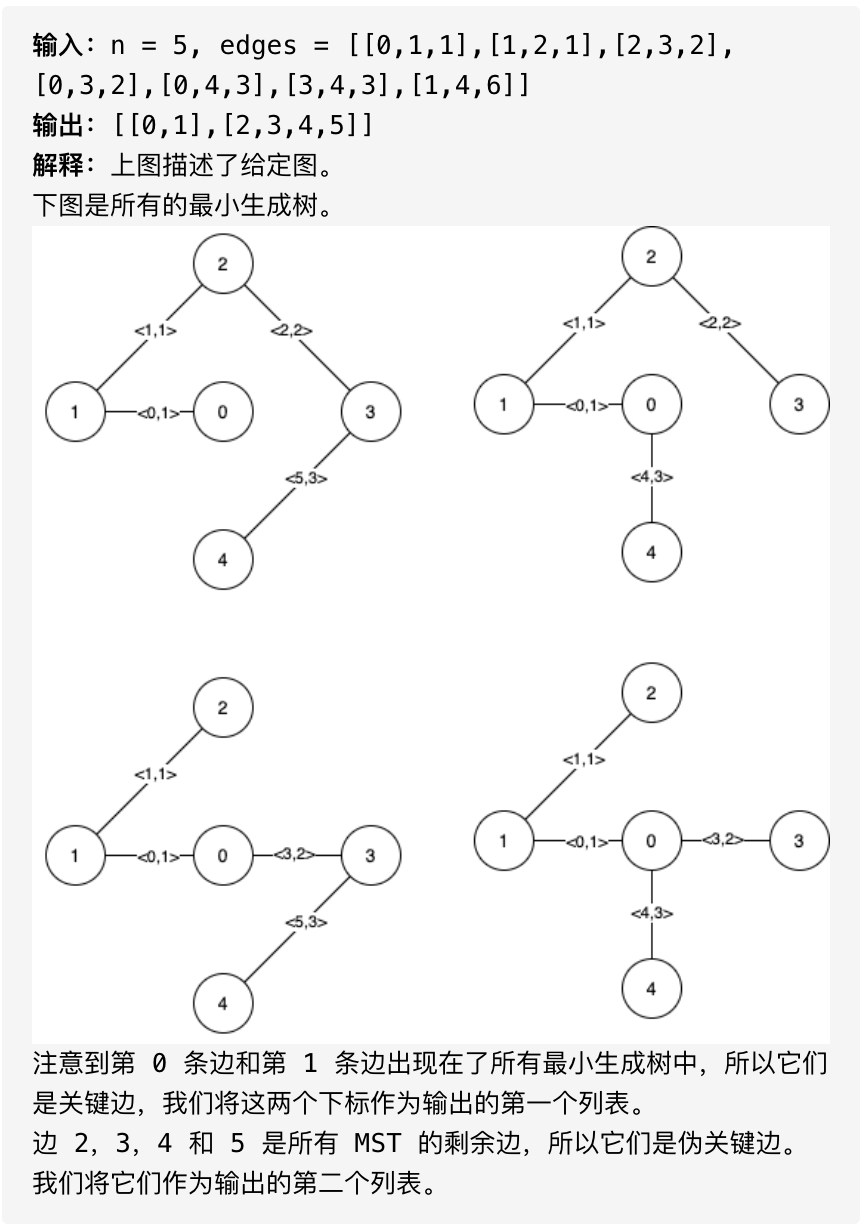 输入：n = 5, edges = [[0,1,1],[1,2,1],[2,3,2],
[0,3,2],[0,4,3],[3,4,3],[1,4,6]]
输出：[[0,1],[2,3,4,5]]
解释：上图描述了给定图。
下图是所有的最小生成树。
2 2
<1,1> <2,2> <1,1> <2,2>
1 <0,1> 0 3 1 <0,1> 0 3
<5,3> <4,3>
4 4
2 2
<1,1> <1,1>
1 <0,1> 0 <3,2> 3 1 <0,1> 0 <3,2> 3
<5,3> <4,3>
4 4
注意到第 0 条边和第 1 条边出现在了所有最小生成树中，所以它们
是关键边，我们将这两个下标作为输出的第一个列表。
边 2，3，4 和 5 是所有 MST 的剩余边，所以它们是伪关键边。
我们将它们作为输出的第二个列表。